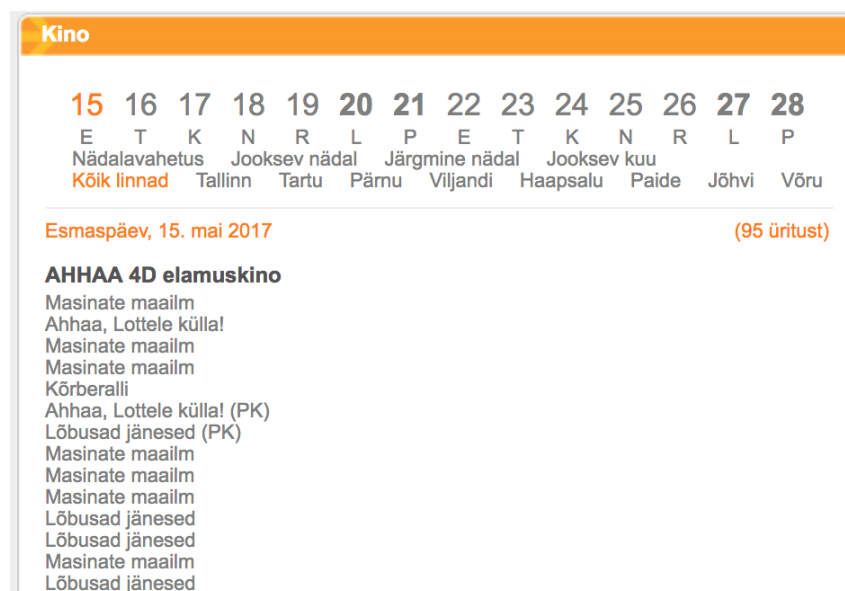 Kino
15 16 17 18 19 20 21 22 23 24 25 26 27 28
E T K N R L P E T K N R L P
Nädalavahetus Jooksev nädal Järgmine nädal Jooksev kuu
Kõik linnad Tallinn Tartu Pärnu Viljandi Haapsalu Paide Jõhvi Võru
Esmaspäev, 15. mai 2017 (95 üritust)
AHHAA 4D elamuskino
Masinate maailm
Ahhaa, Lottele külla!
Masinate maailm
Masinate maailm
Kõrberalli
Ahhaa, Lottele külla! (PK)
Lõbusad jänesed (PK)
Masinate maailm
Masinate maailm
Masinate maailm
Lõbusad jänesed
Lõbusad jänesed
Masinate maailm
Lõbusad jänesed